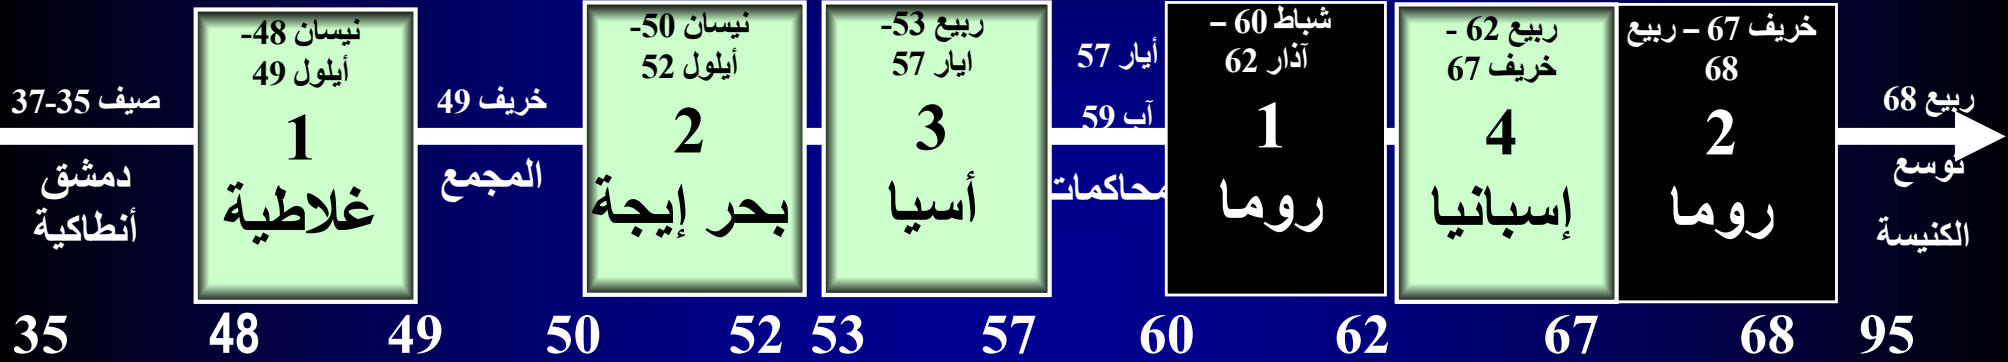 صيف 35-37
دمشق
أنطاكية
نيسان 48-
أيلول 49
1
غلاطية
خريف 49
المجمع
نيسان 50-
أيلول 52
2
بحر إيجة
ربيع 53-
ايار 57
3
أسيا
أيار 57
آب 59
محاكمات
شباط 60 –
آذار 62
1
روما
ربيع 62 -
خريف 67
4
إسبانيا
خريف 67 – ربيع
68
2
روما
ربيع 68
توسع
الكنيسة
35 48 49 50 52 53 57 60 62 67 68 95